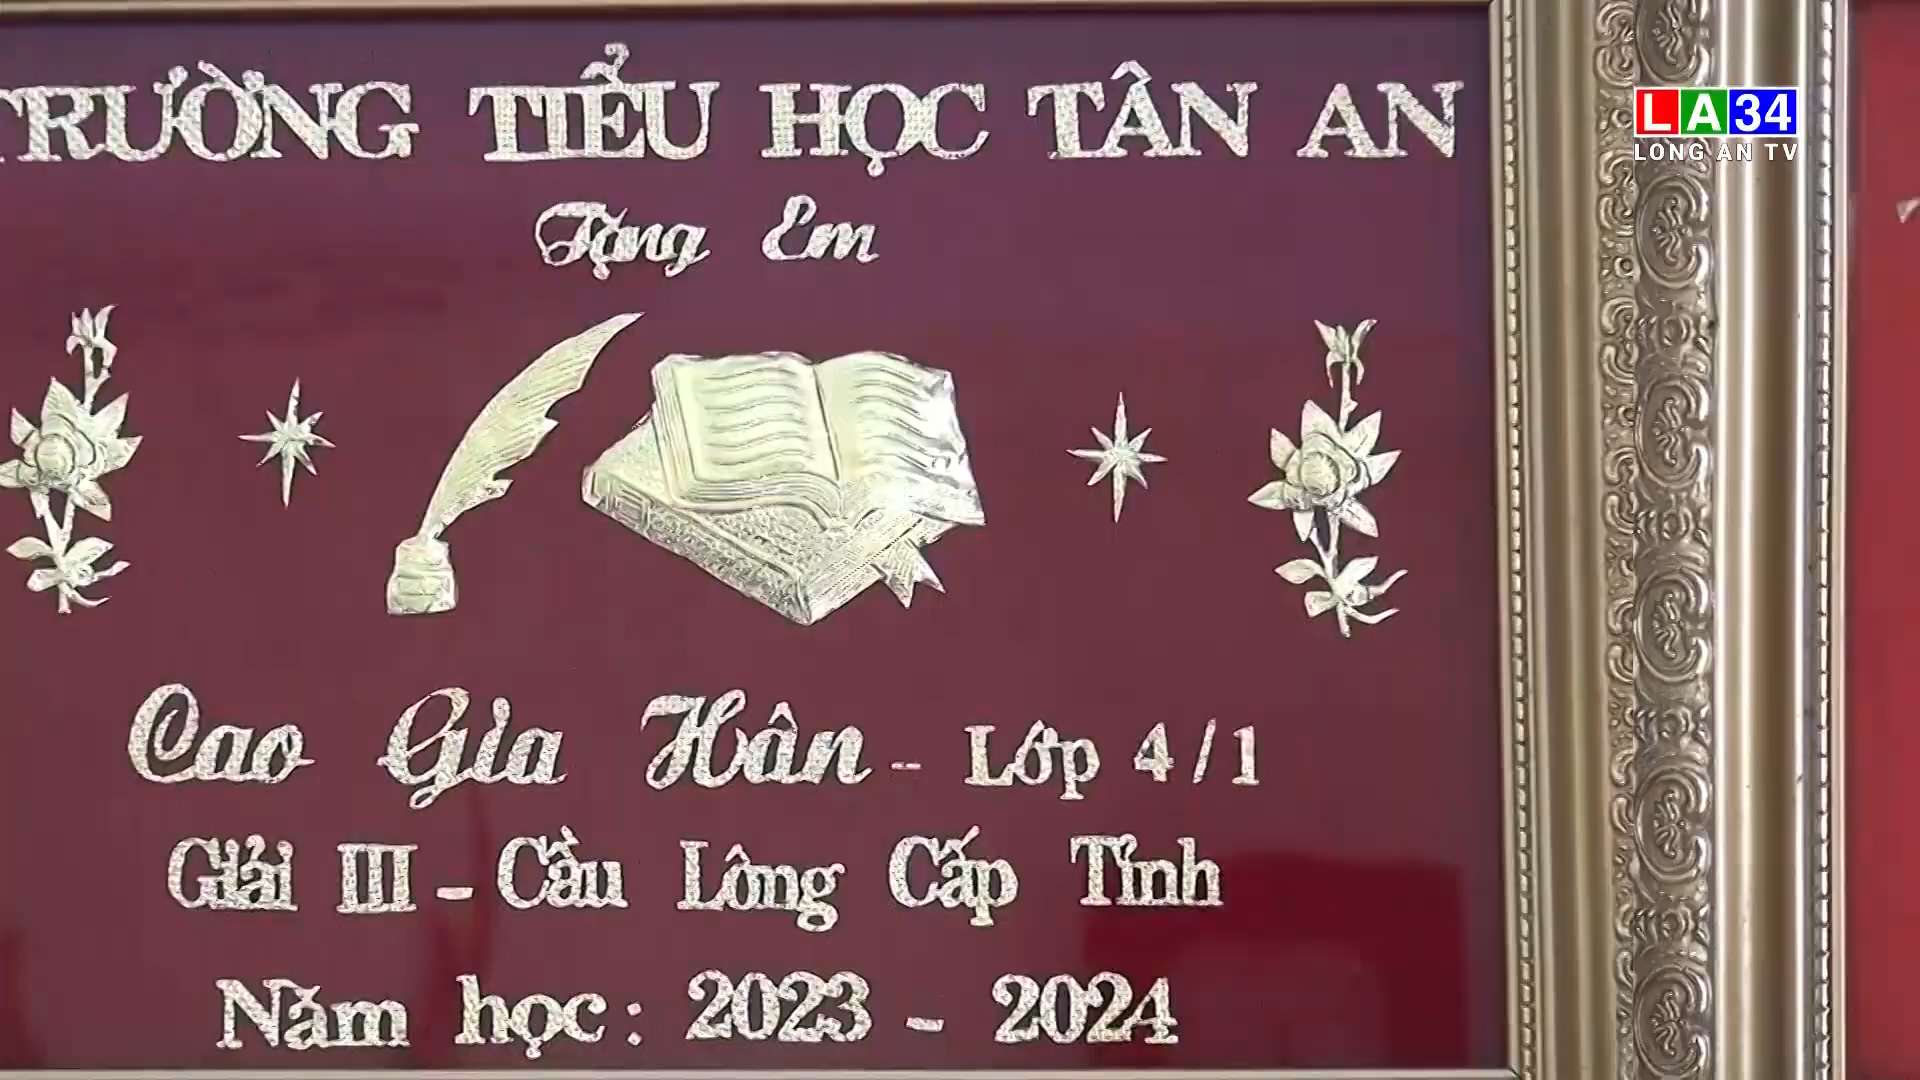 TRƯỜNG TIỂU HỌC TÂN AN
LA34
LONG AN TV
Tặng Em
Cao Gia Hân - Lớp 4/1
Giải III - Cầu Lông Cấp Tỉnh
Năm học: 2023 - 2024